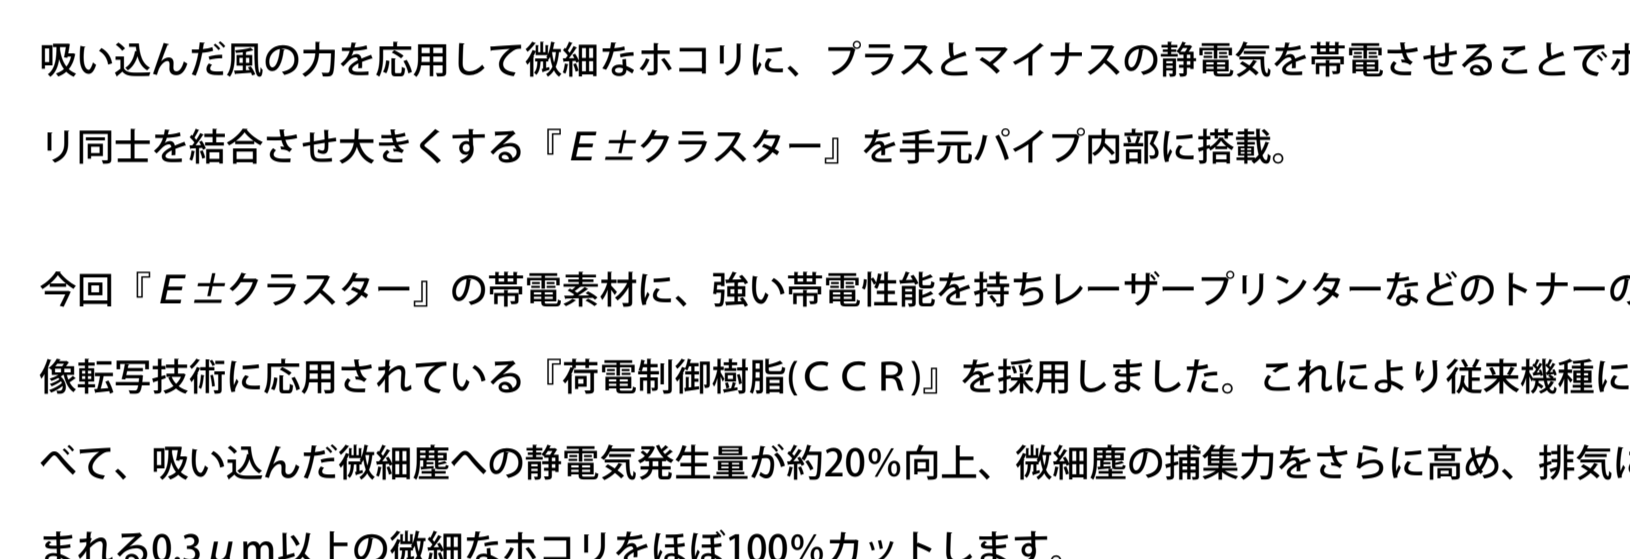 吸い込んだ風の力を応用して微細なホコリに、プラスとマイナスの静電気を帯電させることでホ
リ同士を結合させ大きくする『E±クラスター』を手元パイプ内部に搭載。
今回『E±クラスター』の帯電素材に、強い帯電性能を持ちレーザープリンターなどのトナーの
像転写技術に応用されている『荷電制御樹脂(ＣＣＲ)』を採用しました。これにより従来機種に
べて、吸い込んだ微細塵への静電気発生量が約20%向上、微細塵の捕集力をさらに高め、排気に
まれる0.3μm以上の微細なホコリをほぼ100%カットします。